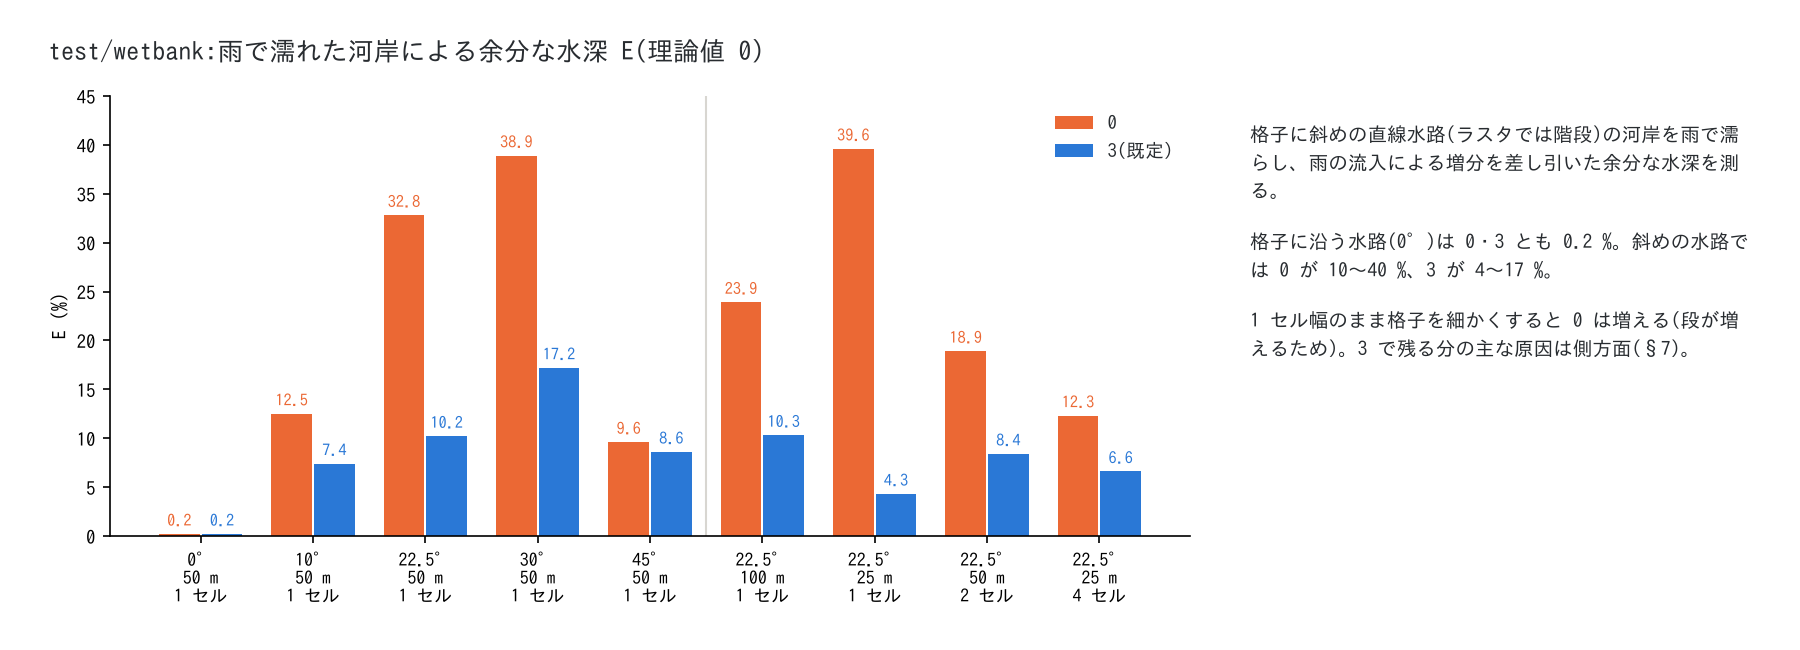 test/wetbank:雨で濡れた河岸による余分な水深 E(理論値 0)
E (%)
45
40
35
30
25
20
15
10
5
0
0.2
0.2
12.5
7.4
32.8
10.2
38.9
17.2
9.6
8.6
23.9
10.3
39.6
4.3
18.9
8.4
12.3
6.6
0
3(既定)
0°
50 m
1 セル
10°
50 m
1 セル
22.5°
50 m
1 セル
30°
50 m
1 セル
45°
50 m
1 セル
22.5°
100 m
1 セル
22.5°
25 m
1 セル
22.5°
50 m
2 セル
22.5°
25 m
4 セル
格子に斜めの直線水路(ラスタでは階段)の河岸を雨で濡
らし、雨の流入による増分を差し引いた余分な水深を測
る。
格子に沿う水路(0°)は 0・3 とも 0.2 %。斜めの水路で
は 0 が 10〜40 %、3 が 4〜17 %。
1 セル幅のまま格子を細かくすると 0 は増える(段が増
えるため)。3 で残る分の主な原因は側方面(§7)。